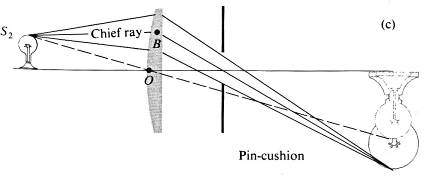 (c)
S₂
Chief ray
B
O
Pin-cushion